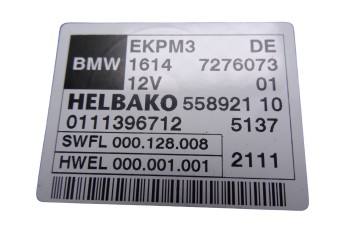 EKPM3 DE
BMW 1614 7276073
12V 01
HELBAKO 558921 10
0111396712 5137
SWFL 000.128.008
HWEL 000.001.001 2111